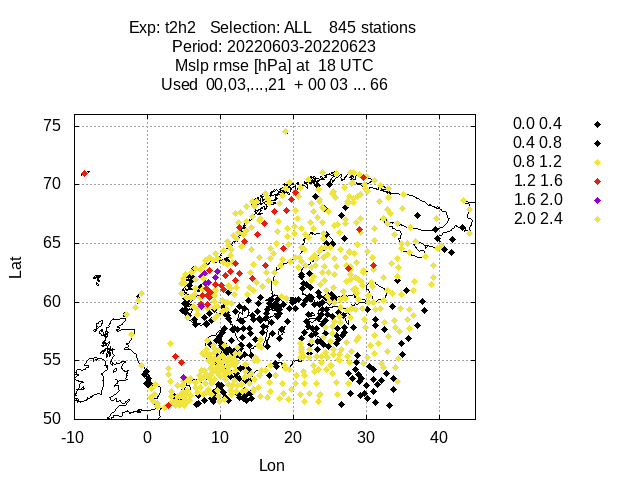 Exp: t2h2   Selection: ALL    845 stations
Period: 20220603-20220623
Mslp rmse [hPa] at  18 UTC
Used  00,03,...,21  + 00 03 ... 66
75
70
65
60
55
50
-10 0 10 20 30 40
Lat
Lon
0.0 0.4
0.4 0.8
0.8 1.2
1.2 1.6
1.6 2.0
2.0 2.4